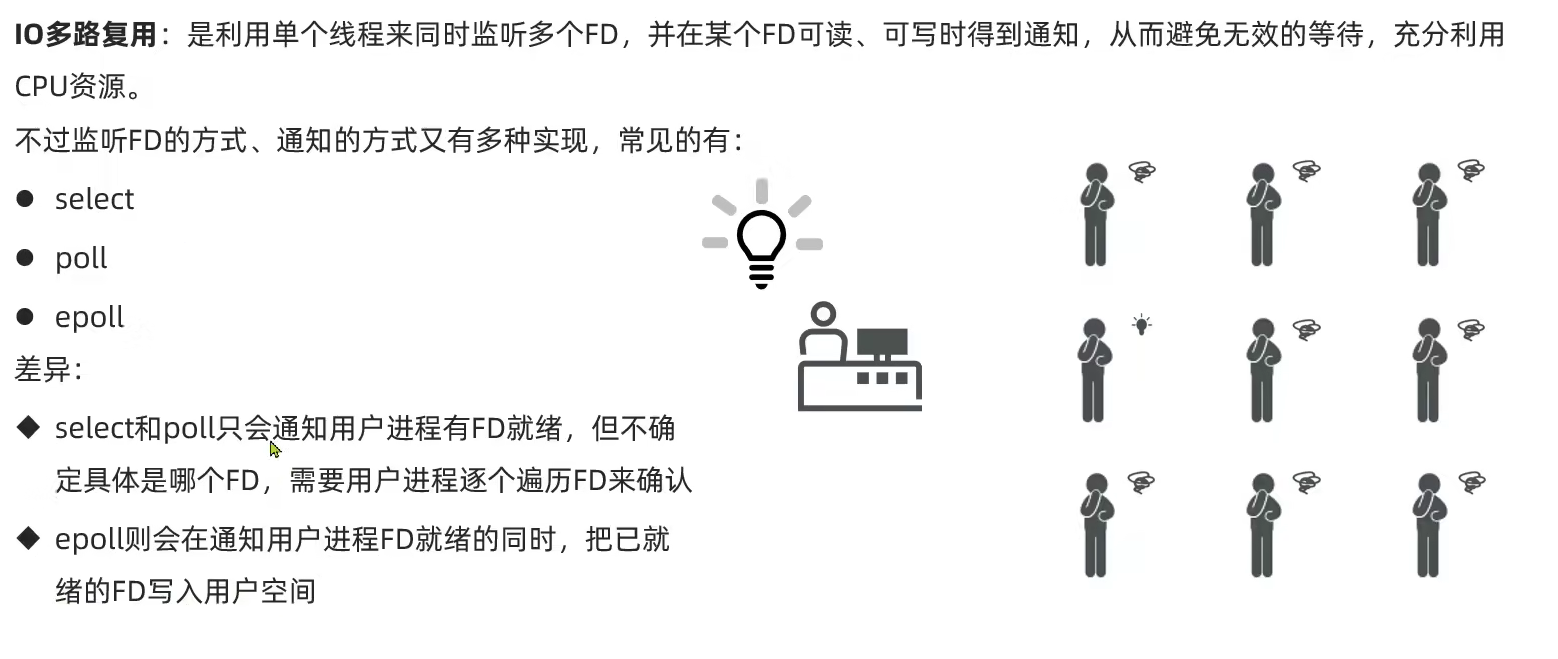 IO多路复用：是利用单个线程来同时监听多个FD，并在某个FD可读、可写时得到通知，从而避免无效的等待，充分利用
CPU资源。
不过监听FD的方式、通知的方式又有多种实现，常见的有：
● select
● poll
● epoll
差异：
◆ select和poll只会通知用户进程有FD就绪，但不确
定具体是哪个FD，需要用户进程逐个遍历FD来确认
◆ epoll则会在通知用户进程FD就绪的同时，把已就
绪的FD写入用户空间